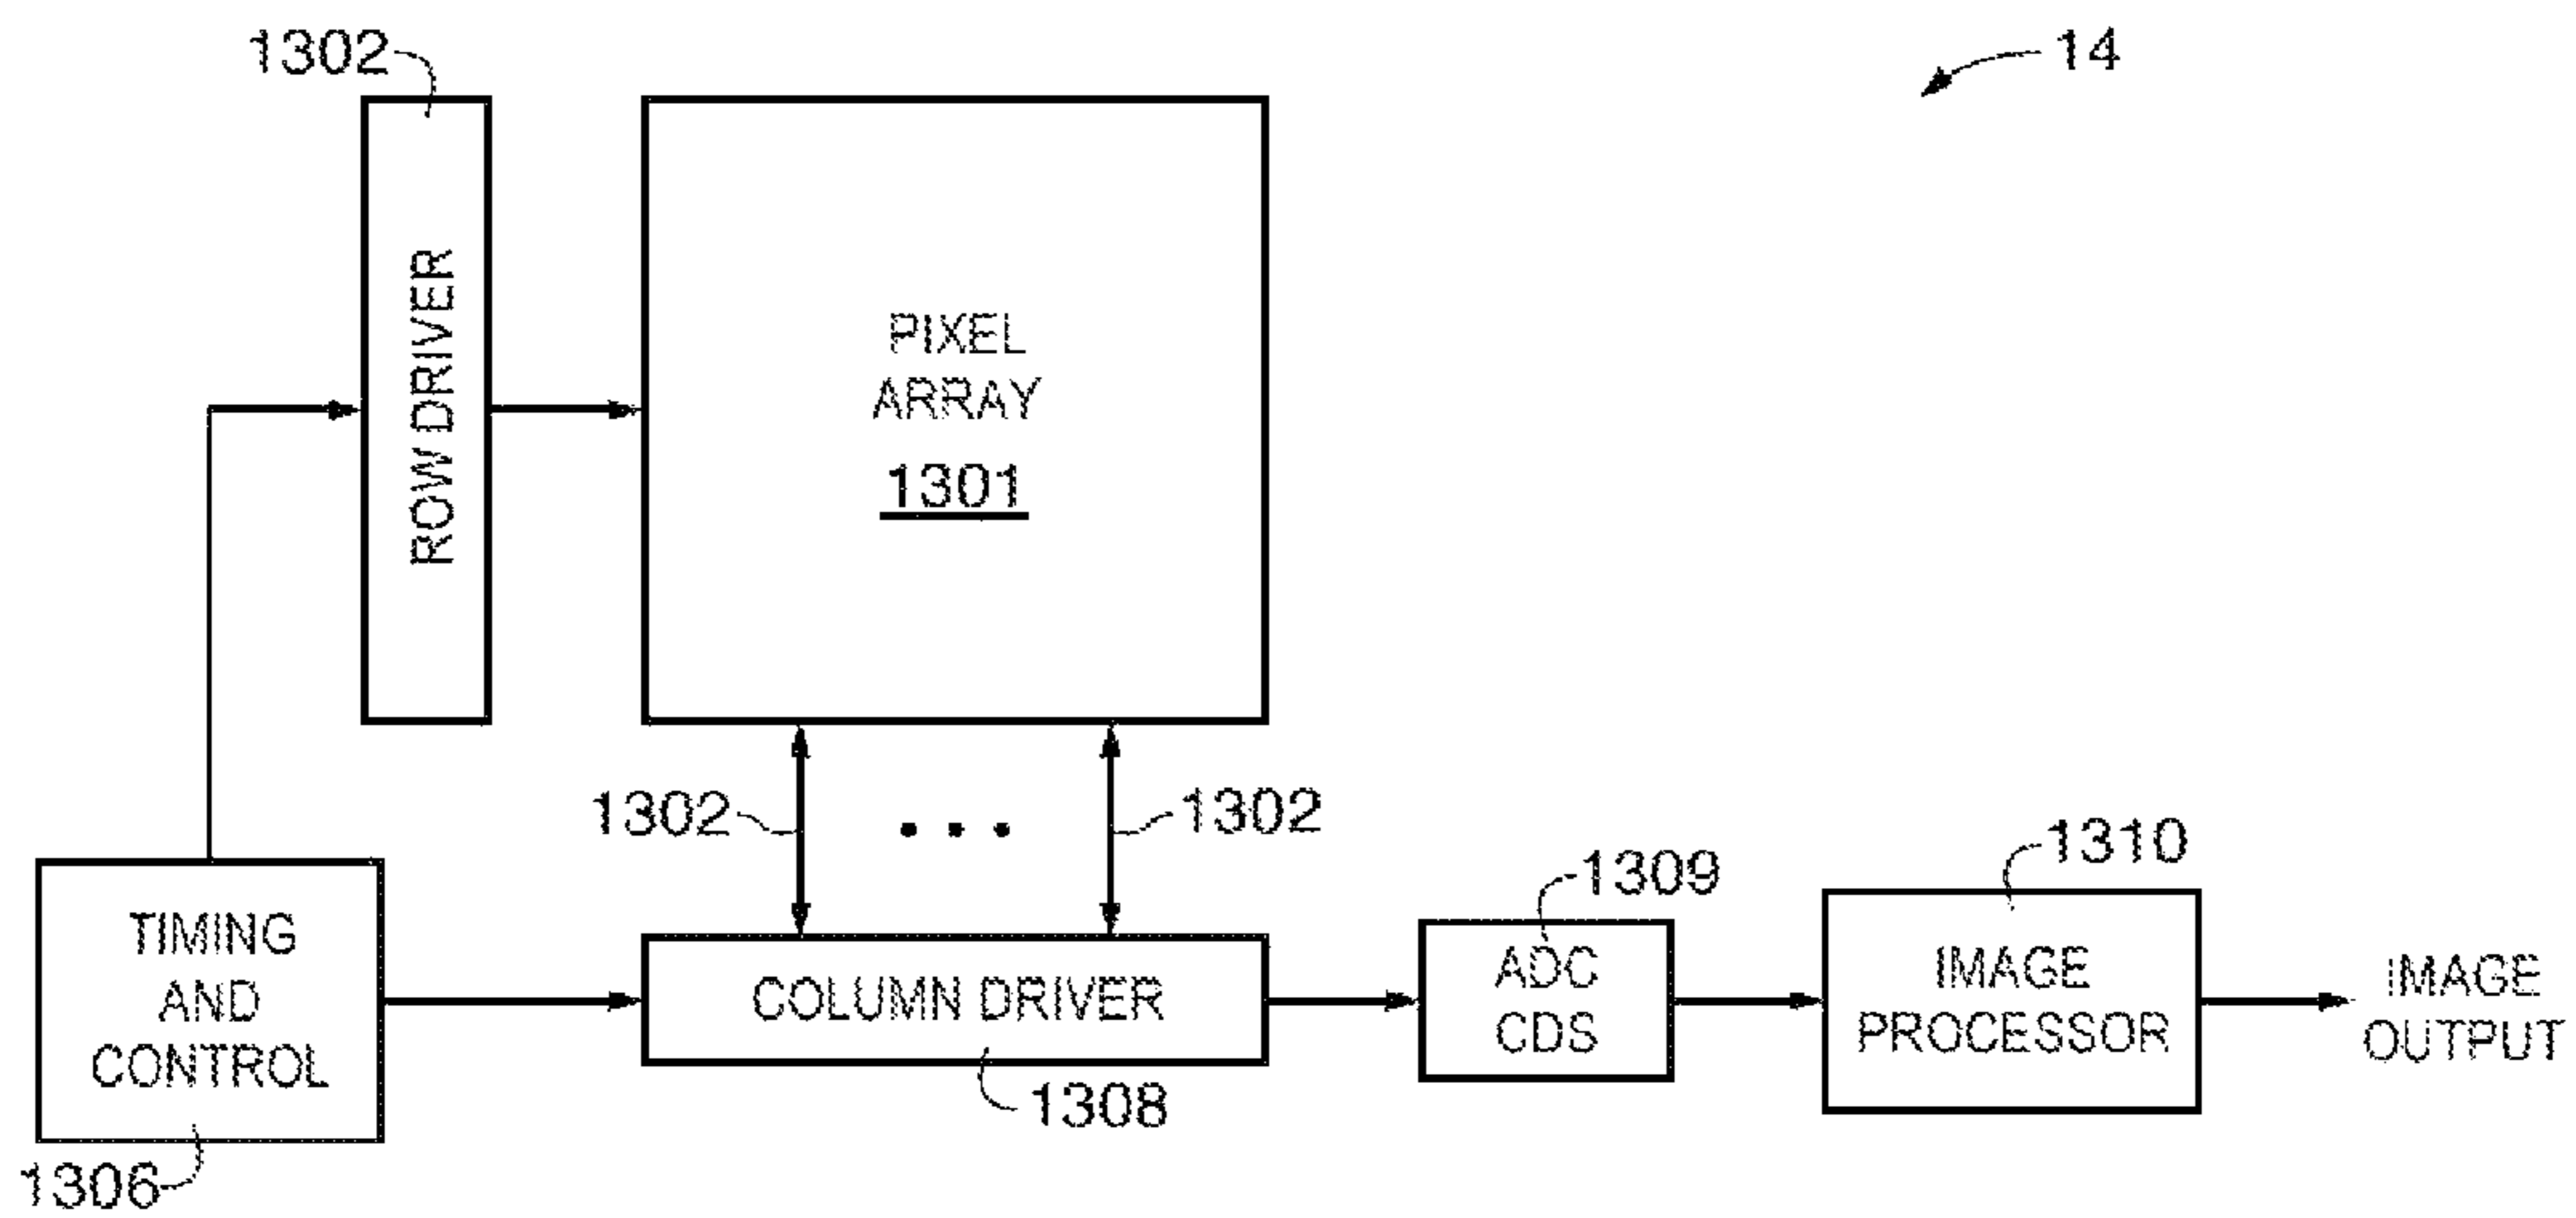 1302
14
ROW DRIVER
PIXEL
ARRAY
1301
1302
1302
TIMING
AND
CONTROL
1306
COLUMN DRIVER
1308
1309
ADC
CDS
1310
IMAGE
PROCESSOR
IMAGE
OUTPUT